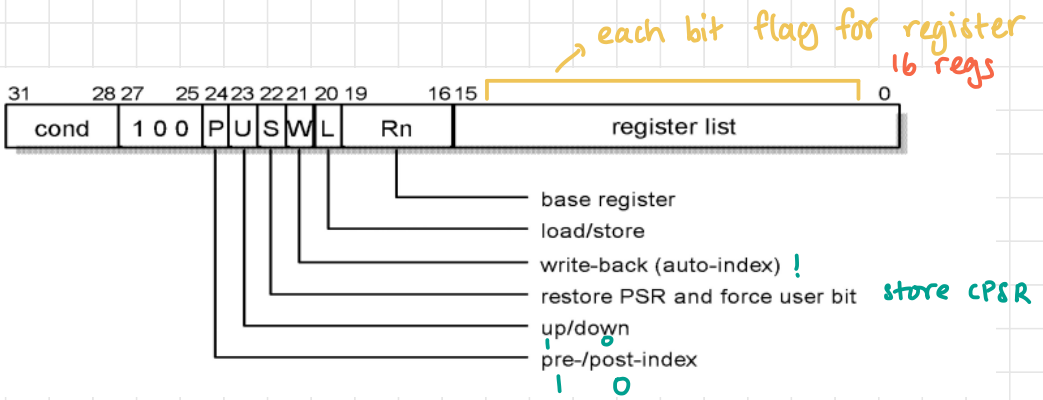 each bit flag for register
16 regs
31 28 27 25 24 23 22 21 20 19 16 15 0
cond 1 0 0 P U S W L Rn register list
base register
load/store
write-back (auto-index) !
restore PSR and force user bit store CPSR
up/down
1 0
pre-/post-index
1 0